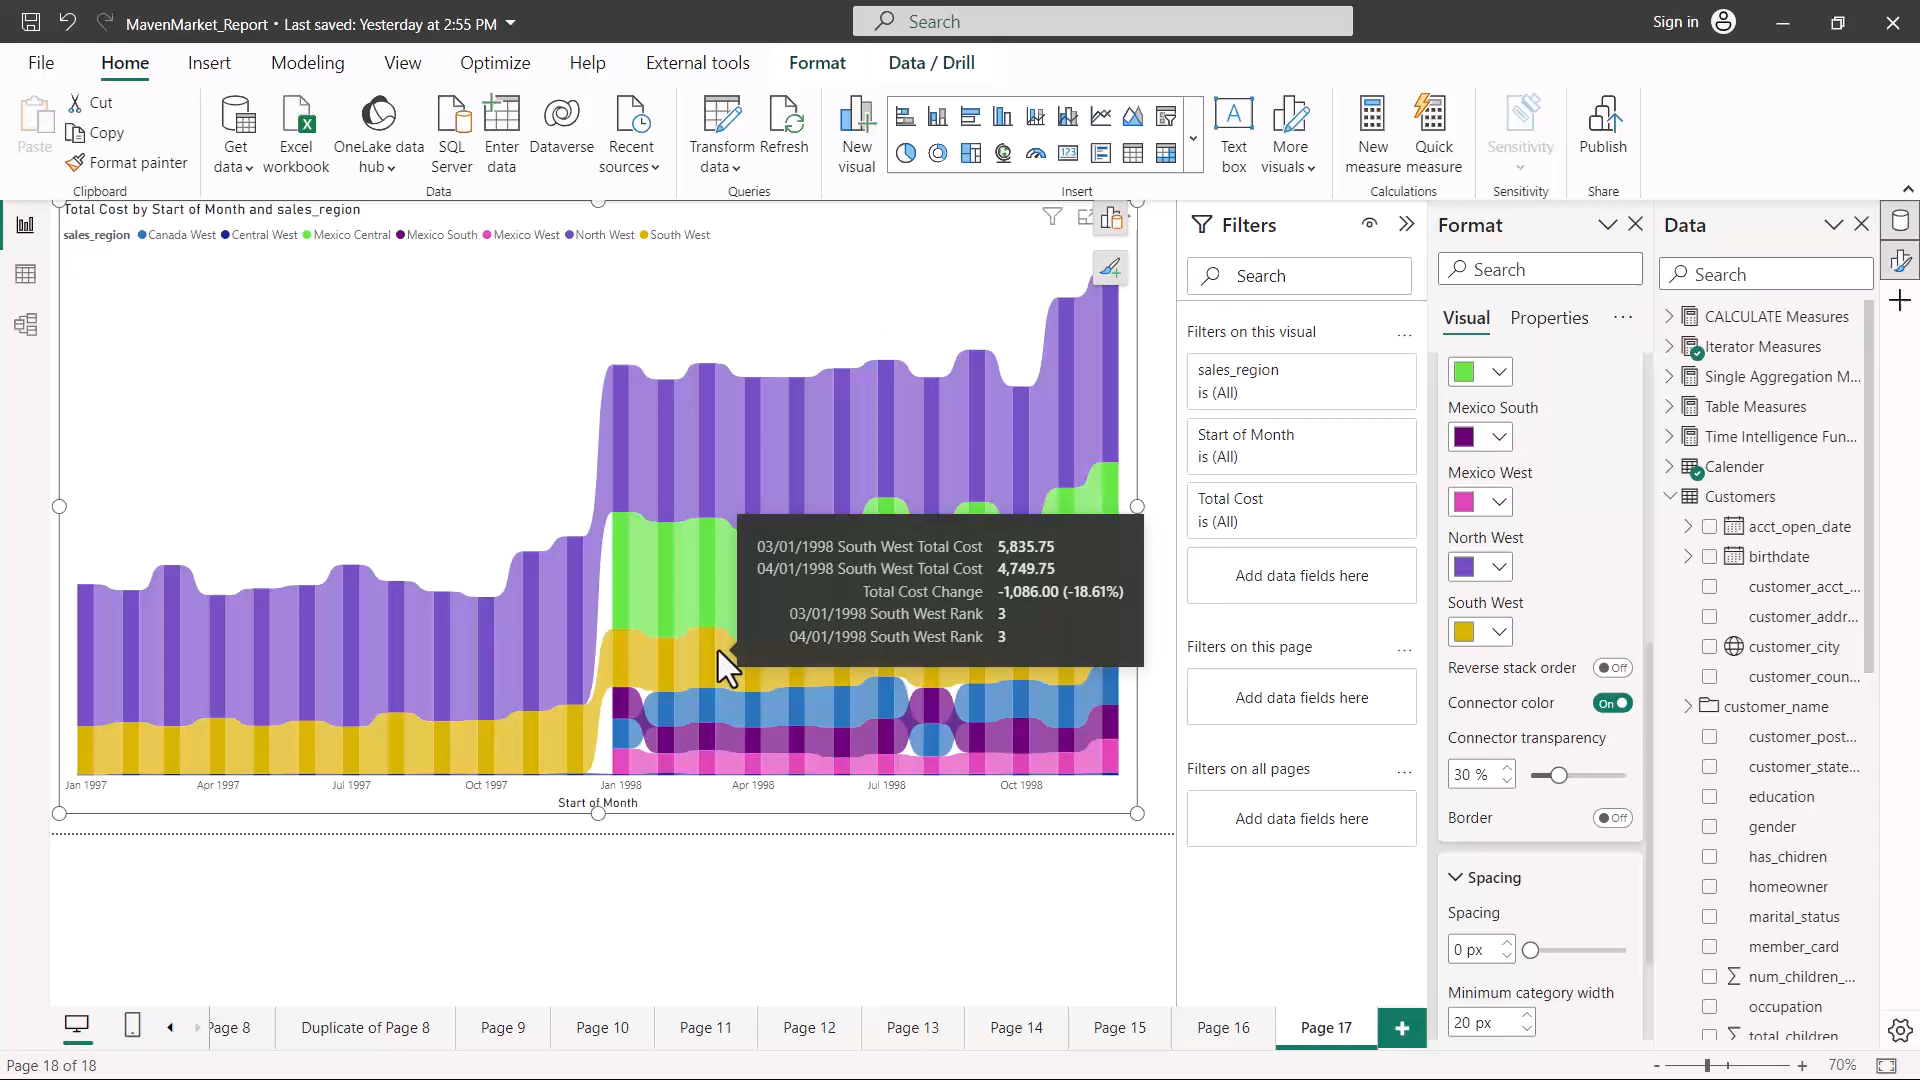 MavenMarket_Report • Last saved: Yesterday at 2:55 PM
Search
Sign in
File
Home
Insert
Modeling
View
Optimize
Help
External tools
Format
Data / Drill
Paste
Cut
Copy
Format painter
Clipboard
Get data
Excel workbook
OneLake data hub
SQL Server
Enter data
Dataverse
Recent sources
Data
Transform data
Refresh
Queries
New visual
123
Insert
A
Text box
More visuals
New measure
Quick measure
Calculations
Sensitivity
Sensitivity
Publish
Share
Total Cost by Start of Month and sales_region
sales_region Canada West Central West Mexico Central Mexico South Mexico West North West South West
03/01/1998 South West Total Cost 5,835.75
04/01/1998 South West Total Cost 4,749.75
Total Cost Change -1,086.00 (-18.61%)
03/01/1998 South West Rank 3
04/01/1998 South West Rank 3
Jan 1997 Apr 1997 Jul 1997 Oct 1997 Jan 1998 Apr 1998 Jul 1998 Oct 1998
Start of Month
Filters
Search
Filters on this visual ...
sales_region
is (All)
Start of Month
is (All)
Total Cost
is (All)
Add data fields here
Filters on this page ...
Add data fields here
Filters on all pages ...
Add data fields here
Format
Search
Visual Properties ...
Mexico South
Mexico West
North West
South West
Reverse stack order Off
Connector color On
Connector transparency
30 %
Border Off
Spacing
Spacing
0 px
Minimum category width
20 px
Data
Search
CALCULATE Measures
Iterator Measures
Single Aggregation M...
Table Measures
Time Intelligence Fun...
Calender
Customers
acct_open_date
birthdate
customer_acct_...
customer_addr...
customer_city
customer_coun...
customer_name
customer_post...
customer_state...
education
gender
has_chidren
homeowner
marital_status
member_card
num_children_...
occupation
total_children
Page 8
Duplicate of Page 8
Page 9
Page 10
Page 11
Page 12
Page 13
Page 14
Page 15
Page 16
Page 17
Page 18 of 18
70%